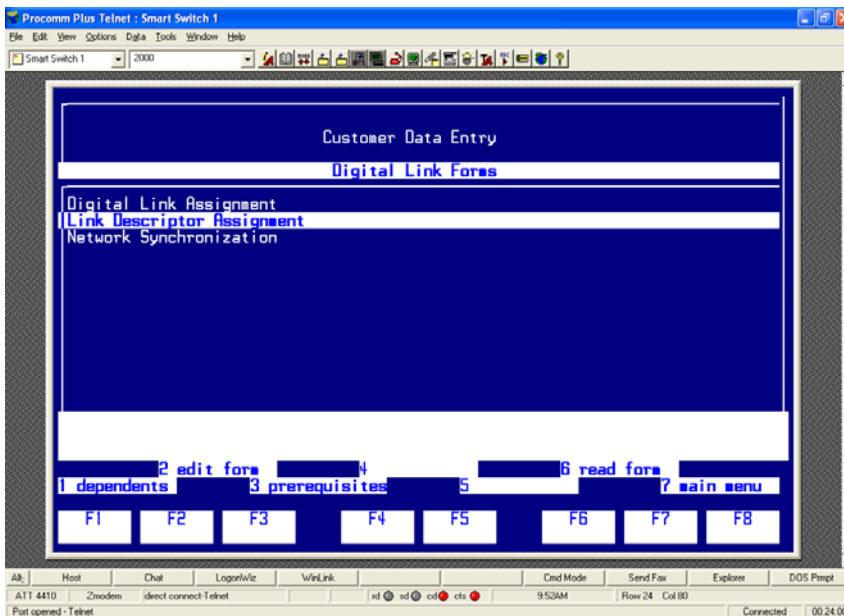 Procomm Plus Telnet : Smart Switch 1
File Edit View Options Data Tools Window Help
Smart Switch 1 2000
Customer Data Entry
Digital Link Forms
Digital Link Assignment
Link Descriptor Assignment
Network Synchronization
2 edit form 4 6 read form
1 dependents 3 prerequisites 5 7 main menu
F1 F2 F3 F4 F5 F6 F7 F8
Alt: Host Chat LogonWiz WinLink Cmd Mode Send Fax Explorer DOS Prmpt
ATT 4410 Zmodem direct connect-Telnet rd sd cd cts 9:52AM Row 24 Col 80
Port opened - Telnet Connected 00:24:00